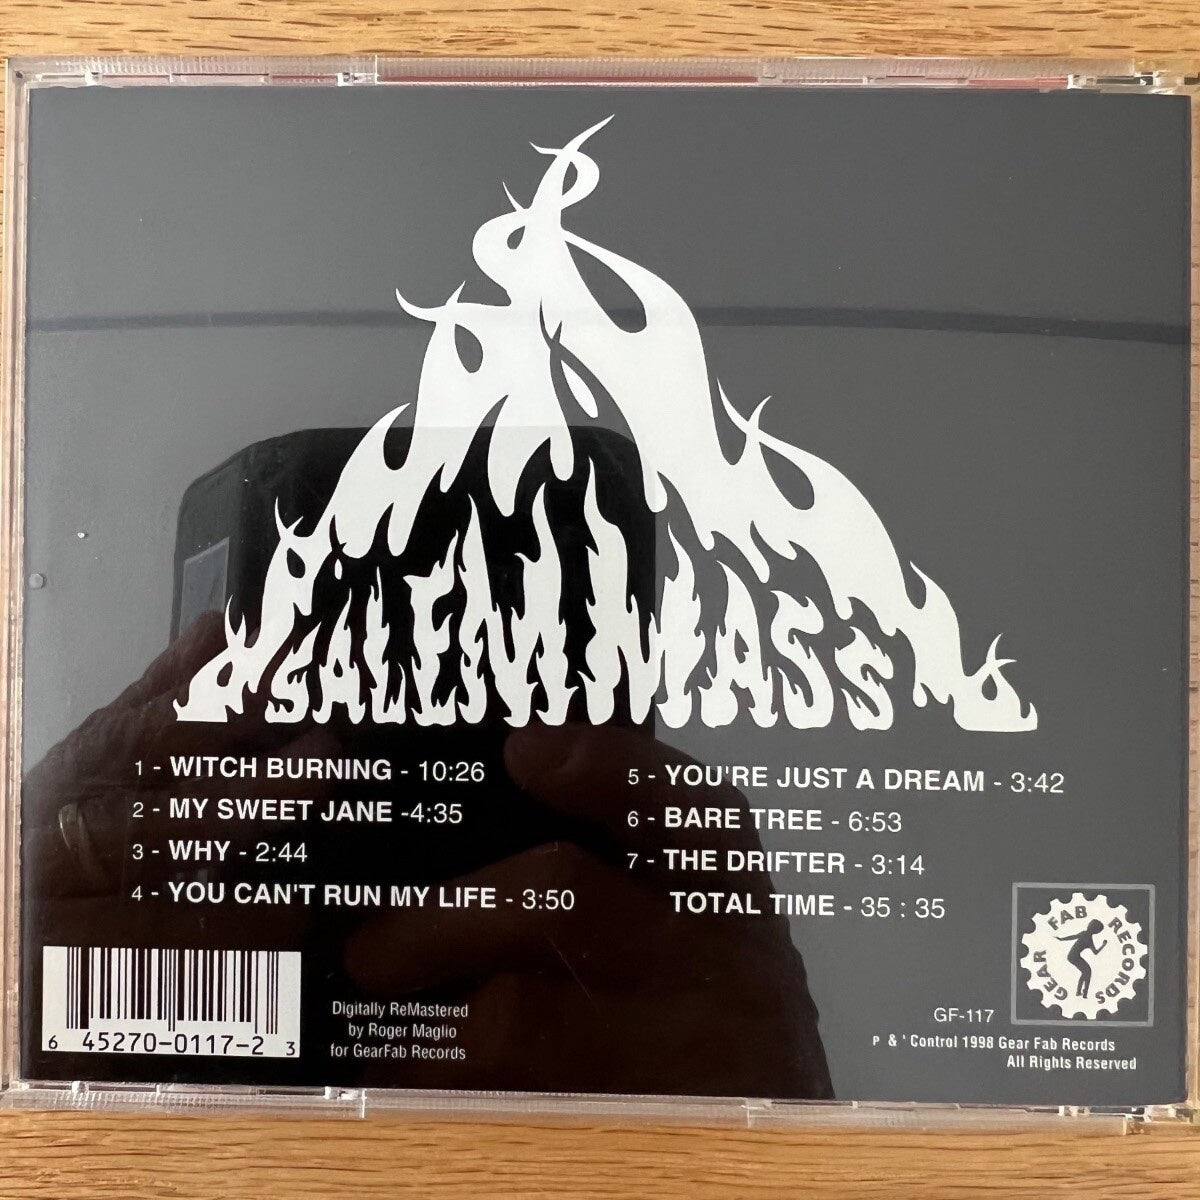 SALEM MASS
1 - WITCH BURNING - 10:26
2 - MY SWEET JANE -4:35
3 - WHY - 2:44
4 - YOU CAN'T RUN MY LIFE - 3:50
5 - YOU'RE JUST A DREAM - 3:42
6 - BARE TREE - 6:53
7 - THE DRIFTER - 3:14
TOTAL TIME - 35 : 35
6 45270-0117-2 3
Digitally ReMastered
by Roger Maglio
for GearFab Records
GEAR FAB RECORDS
GF-117
P & ' Control 1998 Gear Fab Records
All Rights Reserved